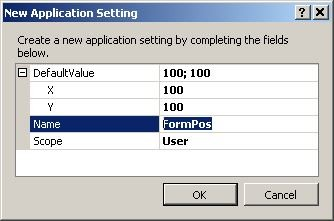 New Application Setting
Create a new application setting by completing the fields
below.
DefaultValue 100; 100
X 100
Y 100
Name FormPos
Scope User
OK Cancel